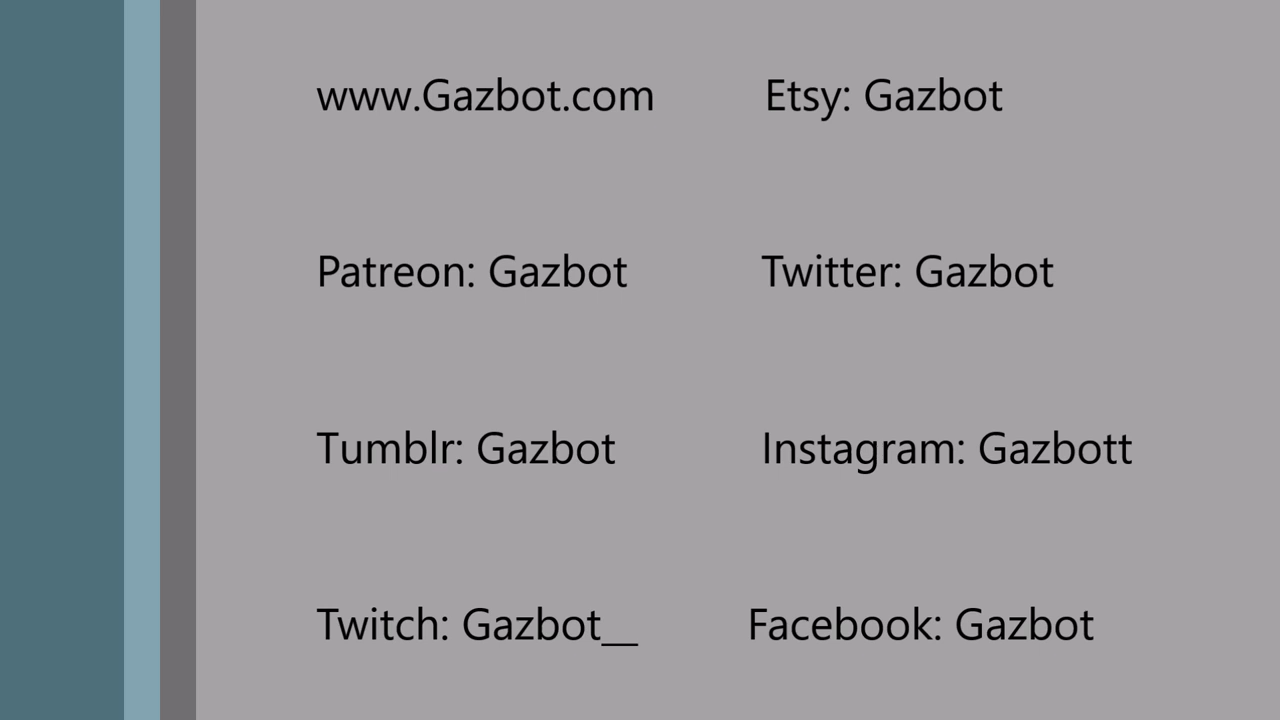 www.Gazbot.com Etsy: Gazbot
Patreon: Gazbot Twitter: Gazbot
Tumblr: Gazbot Instagram: Gazbott
Twitch: Gazbot__ Facebook: Gazbot